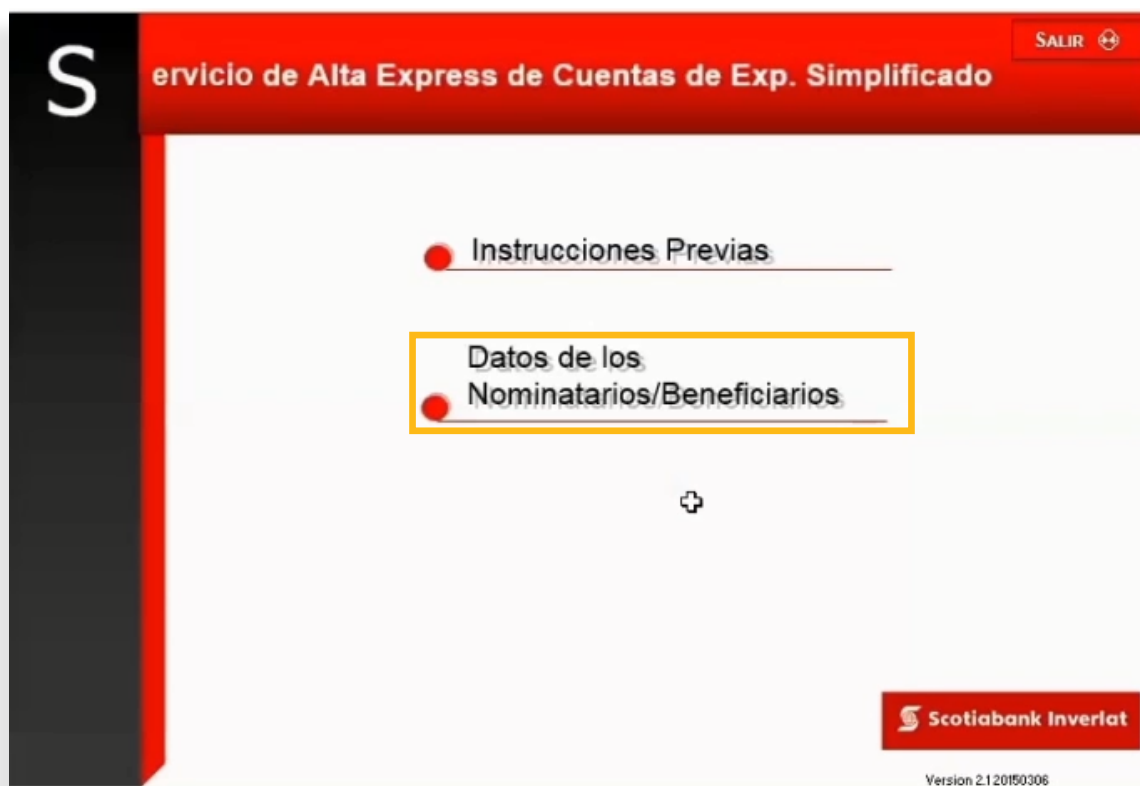 SALIR
Servicio de Alta Express de Cuentas de Exp. Simplificado
Instrucciones Previas
Datos de los
Nominatarios/Beneficiarios
Scotiabank Inverlat
Version 2.1 20150306